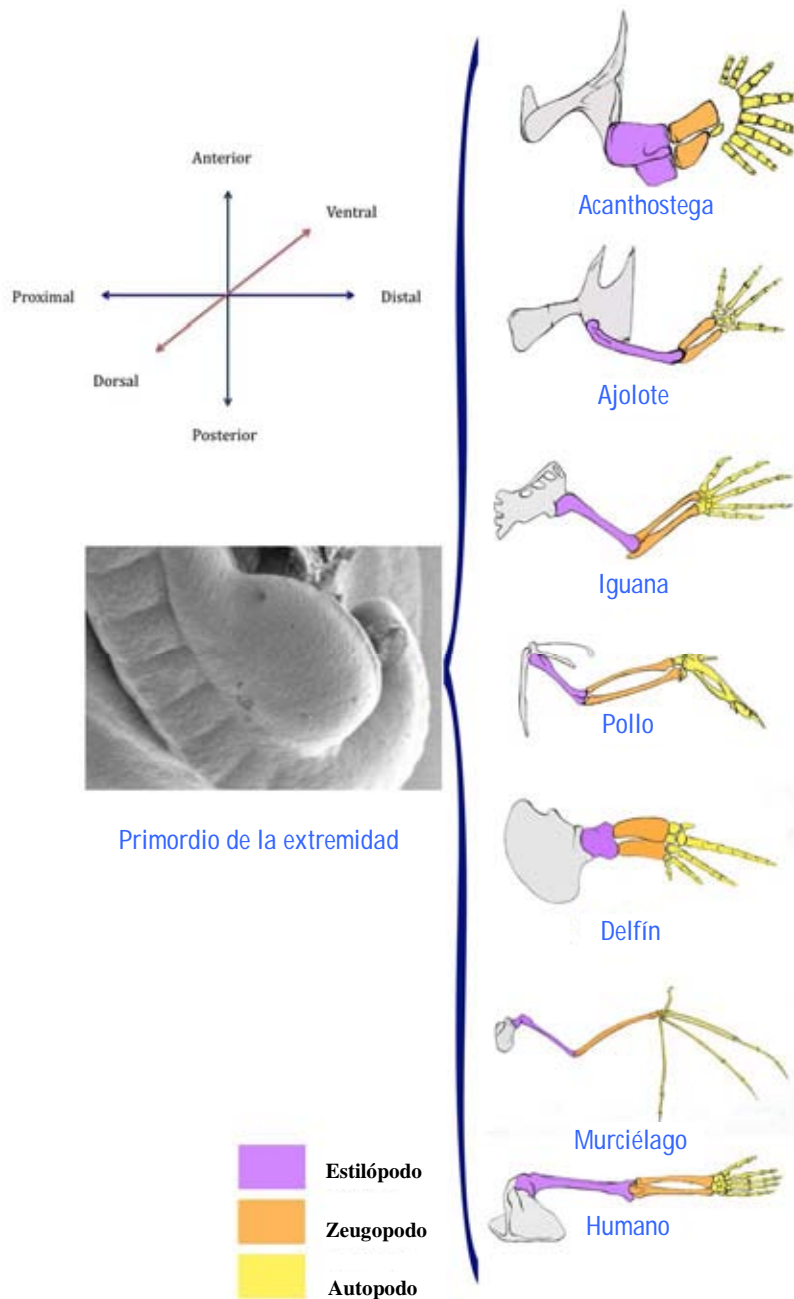 Anterior
Ventral
Proximal
Distal
Dorsal
Posterior
Primordio de la extremidad
Acanthostega
Ajolote
Iguana
Pollo
Delfín
Murciélago
Humano
Estilópodo
Zeugopodo
Autopodo